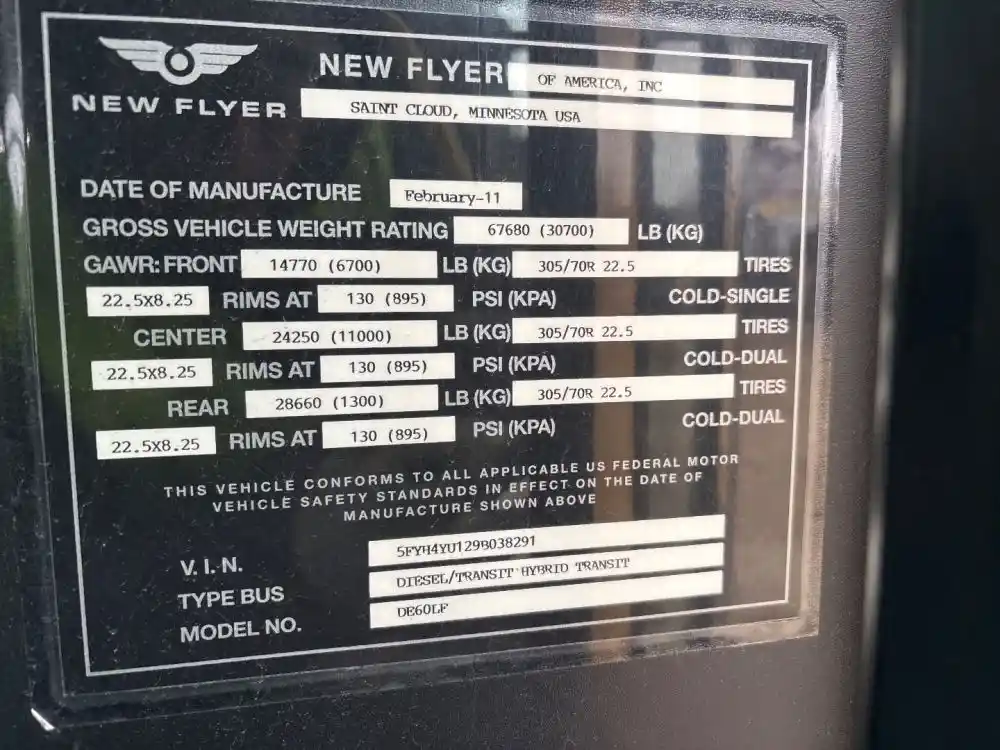 NEW FLYER OF AMERICA, INC
NEW FLYER SAINT CLOUD, MINNESOTA USA
DATE OF MANUFACTURE February-11
GROSS VEHICLE WEIGHT RATING 67680 (30700) LB (KG)
GAWR: FRONT 14770 (6700) LB (KG) 305/70R 22.5 TIRES
22.5X8.25 RIMS AT 130 (895) PSI (KPA) COLD-SINGLE
CENTER 24250 (11000) LB (KG) 305/70R 22.5 TIRES
22.5X8.25 RIMS AT 130 (895) PSI (KPA) COLD-DUAL
REAR 28660 (1300) LB (KG) 305/70R 22.5 TIRES
22.5X8.25 RIMS AT 130 (895) PSI (KPA) COLD-DUAL
THIS VEHICLE CONFORMS TO ALL APPLICABLE US FEDERAL MOTOR
VEHICLE SAFETY STANDARDS IN EFFECT ON THE DATE OF
MANUFACTURE SHOWN ABOVE
V.I.N. 5FYH4YU129B038291
TYPE BUS DIESEL/TRANSIT HYBRID TRANSIT
MODEL NO. DE60LF